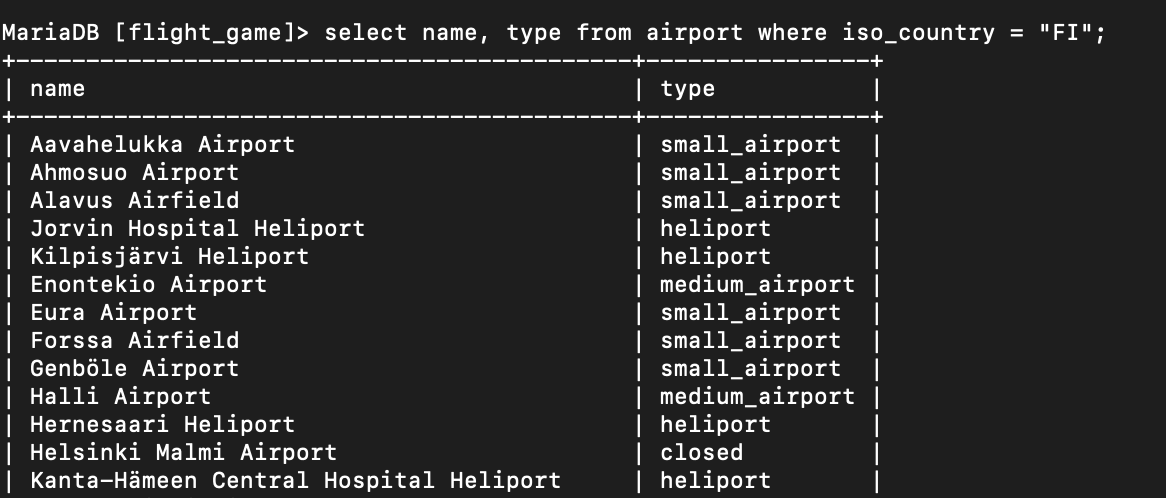 MariaDB [flight_game]> select name, type from airport where iso_country = "FI";
+--------------------------------------------+----------------+
| name                                       | type           |
+--------------------------------------------+----------------+
| Aavahelukka Airport                        | small_airport  |
| Ahmosuo Airport                            | small_airport  |
| Alavus Airfield                            | small_airport  |
| Jorvin Hospital Heliport                   | heliport       |
| Kilpisjärvi Heliport                       | heliport       |
| Enontekio Airport                          | medium_airport |
| Eura Airport                               | small_airport  |
| Forssa Airfield                            | small_airport  |
| Genböle Airport                            | small_airport  |
| Halli Airport                              | medium_airport |
| Hernesaari Heliport                        | heliport       |
| Helsinki Malmi Airport                     | closed         |
| Kanta-Hämeen Central Hospital Heliport     | heliport       |